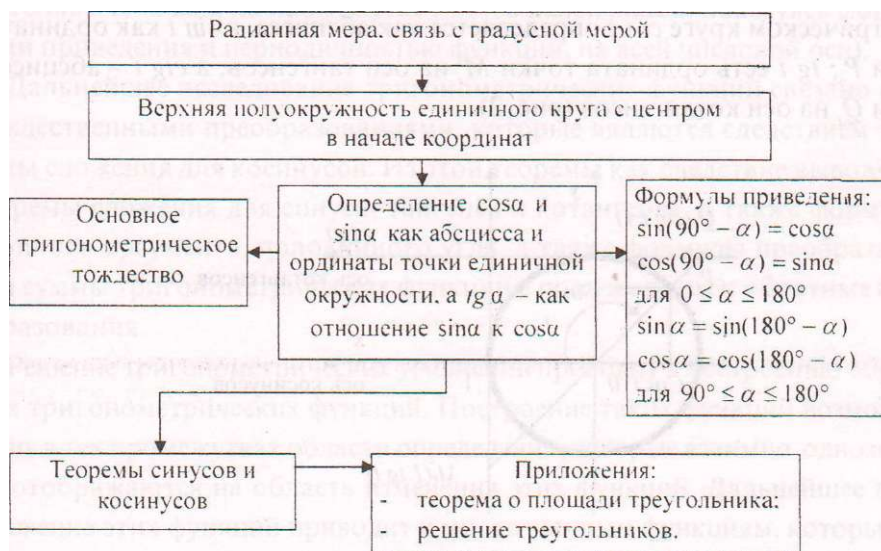 Радианная мера, связь с градусной мерой
Верхняя полуокружность единичного круга с центром
в начале координат
Основное
тригонометрическое
тождество
Определение cosα и
sinα как абсцисса и
ординаты точки единичной
окружности, а tg α – как
отношение sinα к cosα
Формулы приведения:
sin(90° − α) = cosα
cos(90° − α) = sinα
для 0 ≤ α ≤ 180°
sin α = sin(180° − α)
cos α = cos(180° − α)
для 90° ≤ α ≤ 180°
Теоремы синусов и
косинусов
Приложения:
- теорема о площади треугольника;
- решение треугольников.